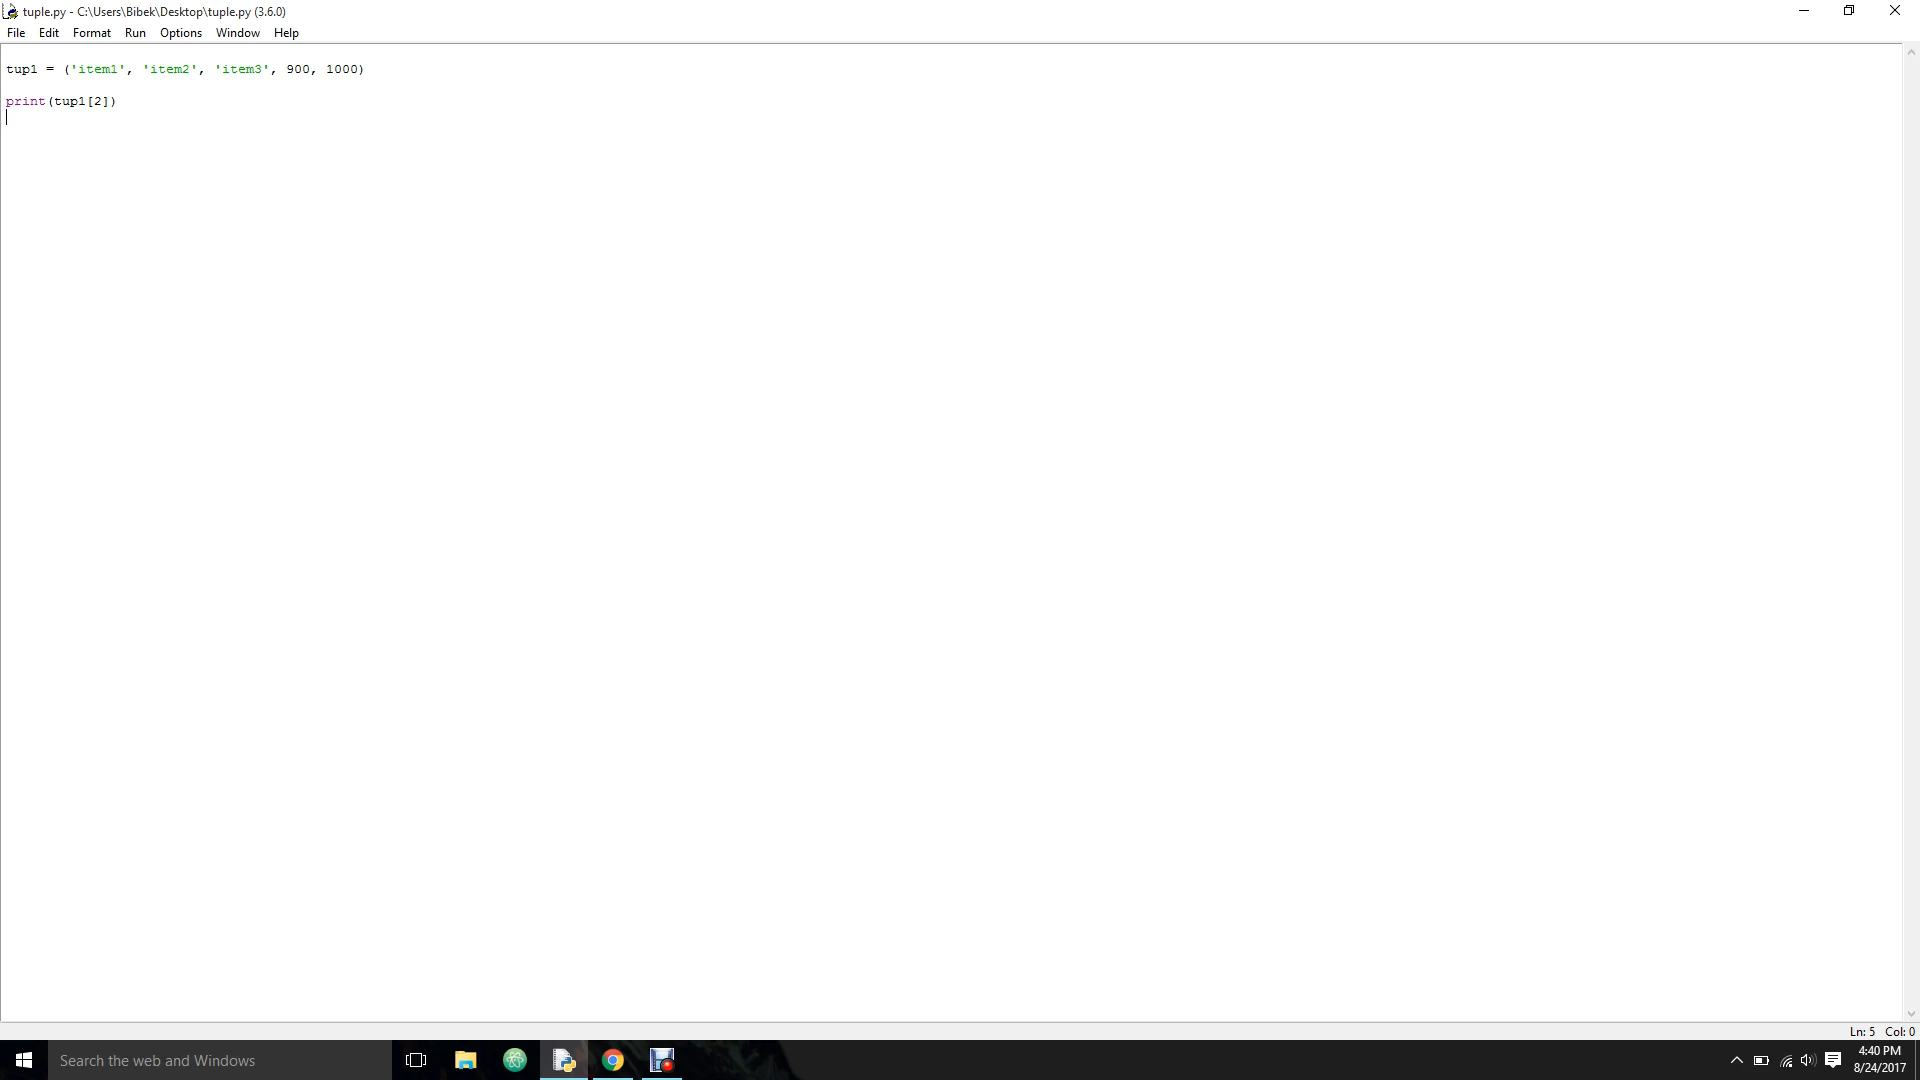 tuple.py - C:\Users\Bibek\Desktop\tuple.py (3.6.0)
File Edit Format Run Options Window Help
tup1 = ('item1', 'item2', 'item3', 900, 1000)
print(tup1[2])
Ln: 5 Col: 0
Search the web and Windows
4:40 PM
8/24/2017